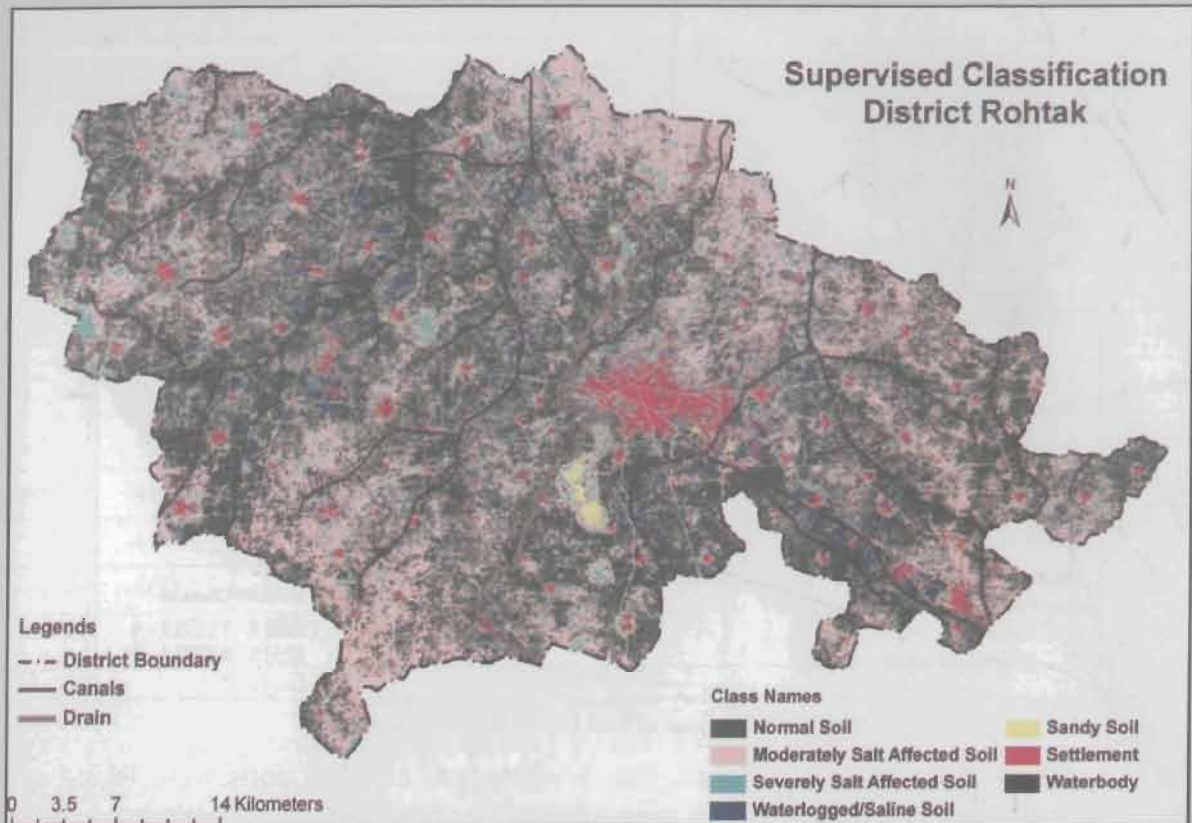 Supervised Classification
District Rohtak
N
Legends
District Boundary
Canals
Drain
0 3.5 7 14 Kilometers
Class Names
Normal Soil
Moderately Salt Affected Soil
Severely Salt Affected Soil
Waterlogged/Saline Soil
Sandy Soil
Settlement
Waterbody